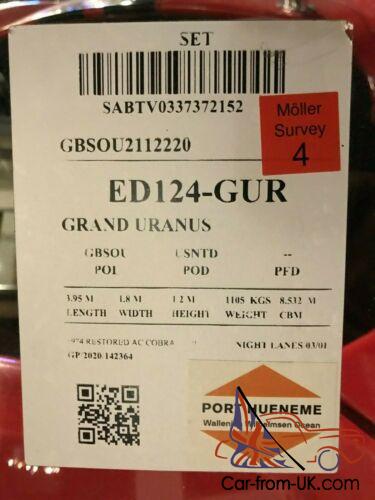 SET
SABTV0337372152
Möller
Survey
4
GBSOU2112220
ED124-GUR
GRAND URANUS
GBSOU USNTD --
POL POD PFD
3.95 M 1.8 M 1.2 M 1105 KGS 8.532 M
LENGTH WIDTH HEIGHT WEIGHT CBM
1974 RESTORED AC COBRA
NIGHT LANES 03/01
GP/2020/142364
PORT HUENEME
Wallenius Wilhelmsen Ocean
Car-from-UK.com